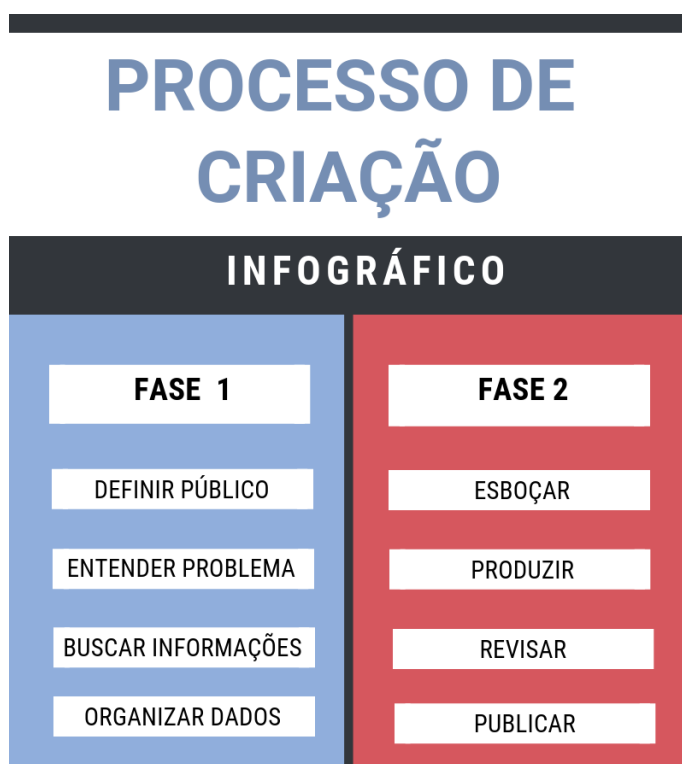 PROCESSO DE
CRIAÇÃO
INFOGRÁFICO
FASE 1
DEFINIR PÚBLICO
ENTENDER PROBLEMA
BUSCAR INFORMAÇÕES
ORGANIZAR DADOS
FASE 2
ESBOÇAR
PRODUZIR
REVISAR
PUBLICAR